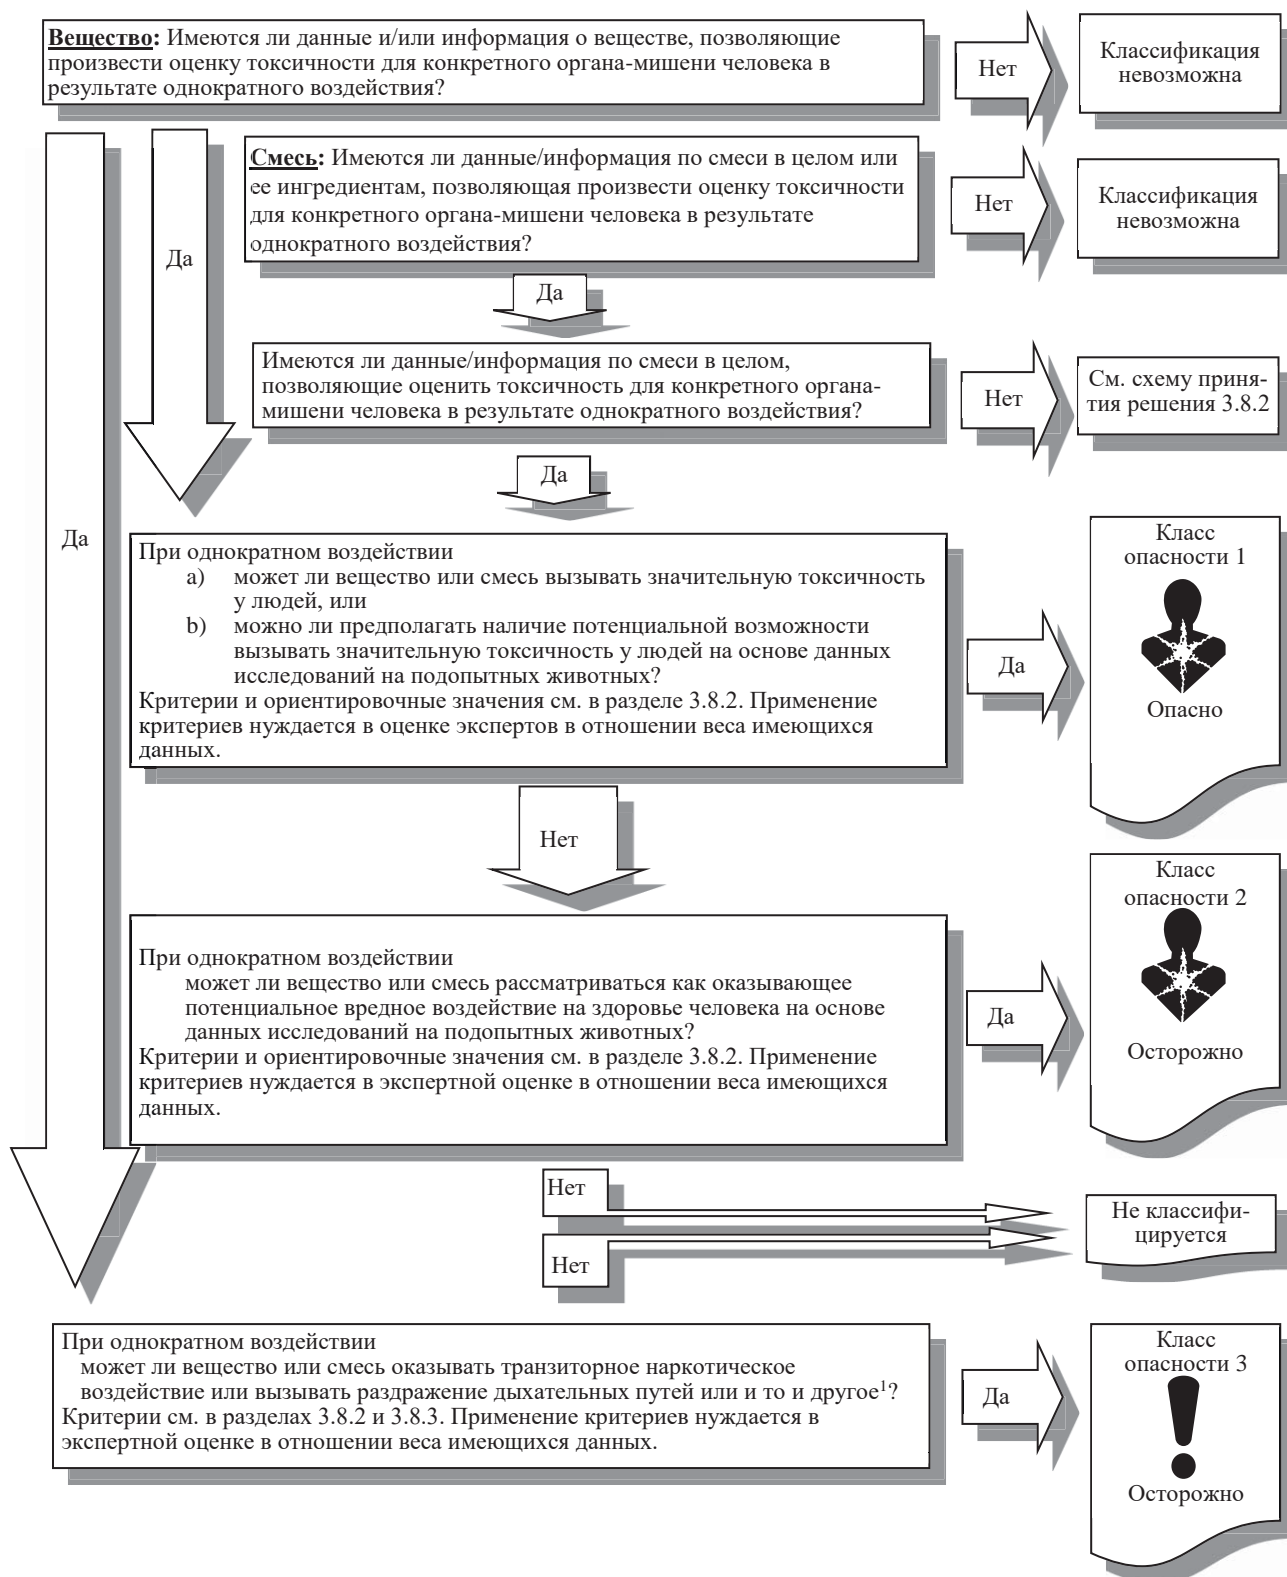 Вещество: Имеются ли данные и/или информация о веществе, позволяющие
произвести оценку токсичности для конкретного органа-мишени человека в
результате однократного воздействия?
Нет
Классификация
невозможна
Смесь: Имеются ли данные/информация по смеси в целом или
ее ингредиентам, позволяющая произвести оценку токсичности
для конкретного органа-мишени человека в результате
однократного воздействия?
Нет
Классификация
невозможна
Да
Да
Имеются ли данные/информация по смеси в целом,
позволяющие оценить токсичность для конкретного органа-
мишени человека в результате однократного воздействия?
Нет
См. схему приня-
тия решения 3.8.2
Да
Да
При однократном воздействии
a) может ли вещество или смесь вызывать значительную токсичность
у людей, или
b) можно ли предполагать наличие потенциальной возможности
вызывать значительную токсичность у людей на основе данных
исследований на подопытных животных?
Критерии и ориентировочные значения см. в разделе 3.8.2. Применение
критериев нуждается в оценке экспертов в отношении веса имеющихся
данных.
Да
Класс
опасности 1
Опасно
Нет
При однократном воздействии
может ли вещество или смесь рассматриваться как оказывающее
потенциальное вредное воздействие на здоровье человека на основе
данных исследований на подопытных животных?
Критерии и ориентировочные значения см. в разделе 3.8.2. Применение
критериев нуждается в экспертной оценке в отношении веса имеющихся
данных.
Да
Класс
опасности 2
Осторожно
Нет
Нет
Не классифи-
цируется
При однократном воздействии
может ли вещество или смесь оказывать транзиторное наркотическое
воздействие или вызывать раздражение дыхательных путей или и то и другое¹?
Критерии см. в разделах 3.8.2 и 3.8.3. Применение критериев нуждается в
экспертной оценке в отношении веса имеющихся данных.
Да
Класс
опасности 3
Осторожно